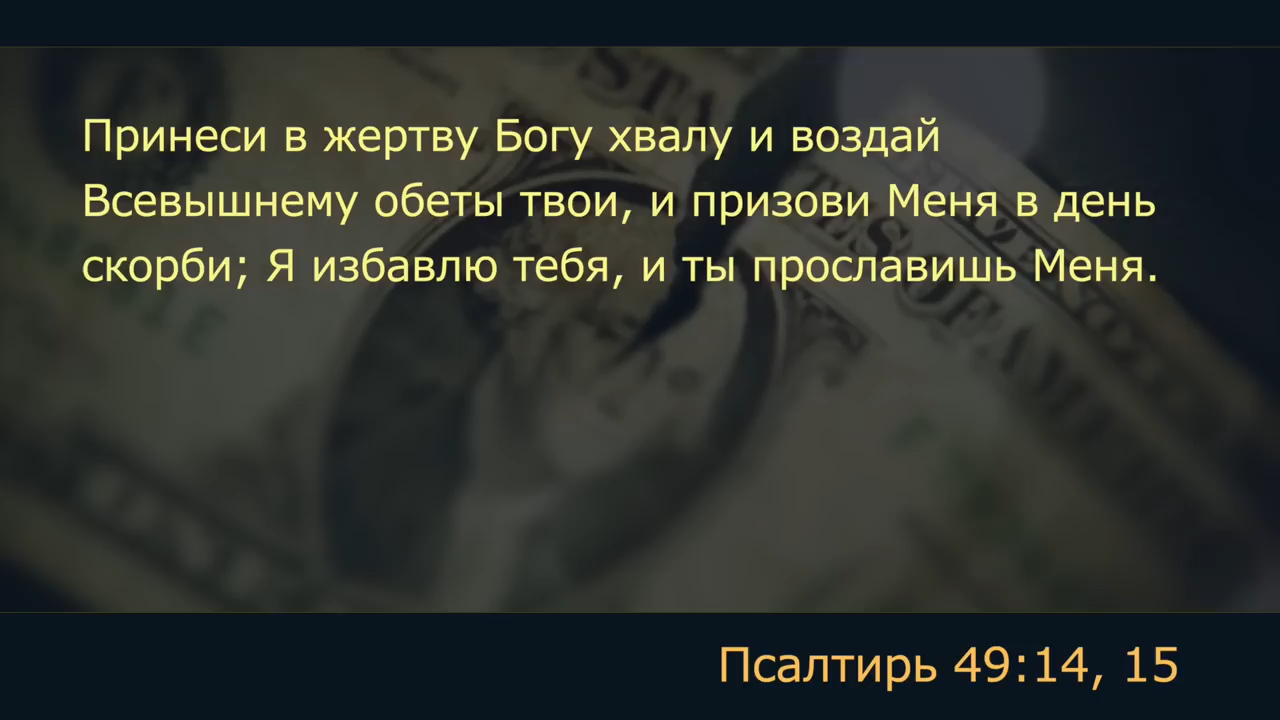 Принеси в жертву Богу хвалу и воздай
Всевышнему обеты твои, и призови Меня в день
скорби; Я избавлю тебя, и ты прославишь Меня.
Псалтирь 49:14, 15